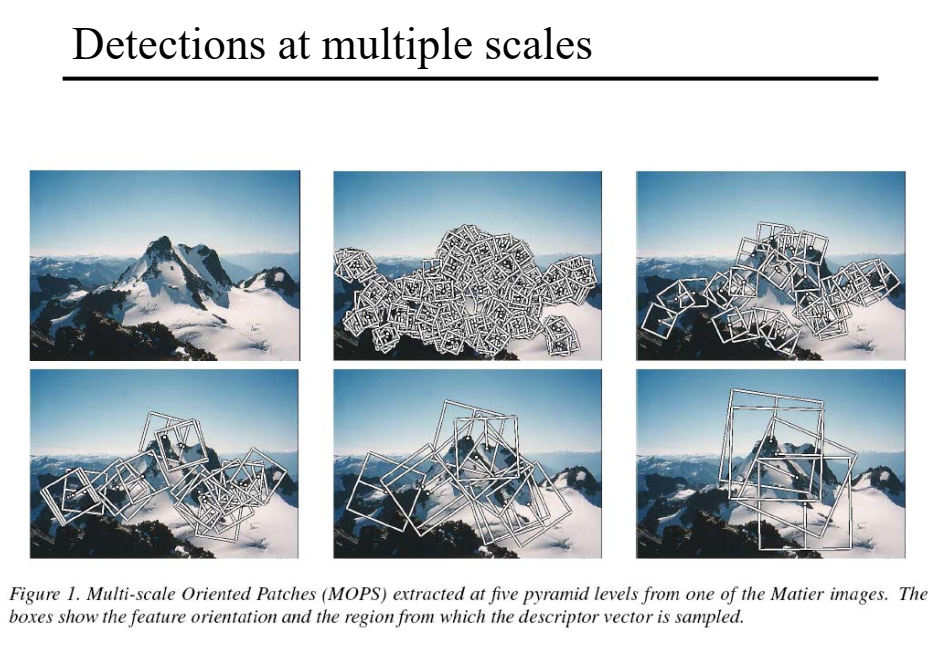 Detections at multiple scales
Figure 1. Multi-scale Oriented Patches (MOPS) extracted at five pyramid levels from one of the Matier images. The
boxes show the feature orientation and the region from which the descriptor vector is sampled.